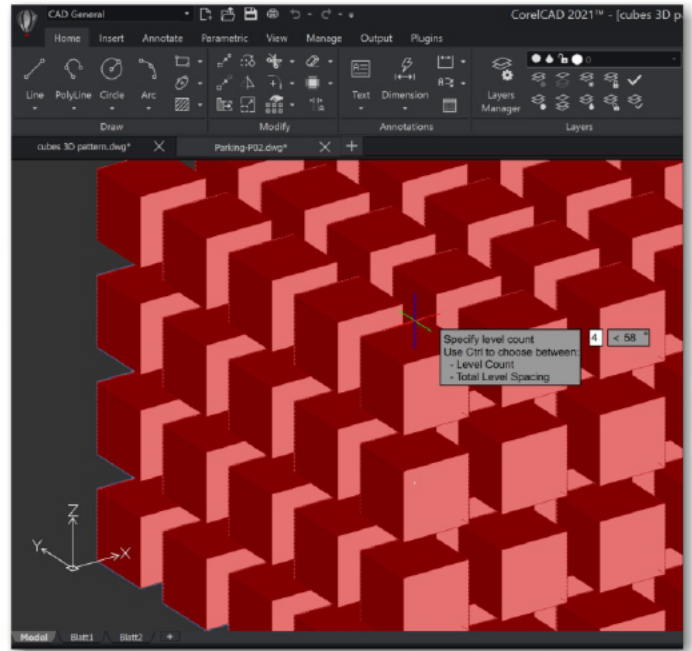 CAD General
CorelCAD 2021™ - [cubes 3D pa
Home Insert Annotate Parametric View Manage Output Plugins
Line PolyLine Circle Arc
Text Dimension
Layers
Manager
0
Draw Modify Annotations Layers
cubes 3D pattern.dwg* Parking-P02.dwg*
Specify level count
4 < 58 °
Use Ctrl to choose between:
- Level Count
- Total Level Spacing
Z
Y X
Model Blatt1 Blatt2 +